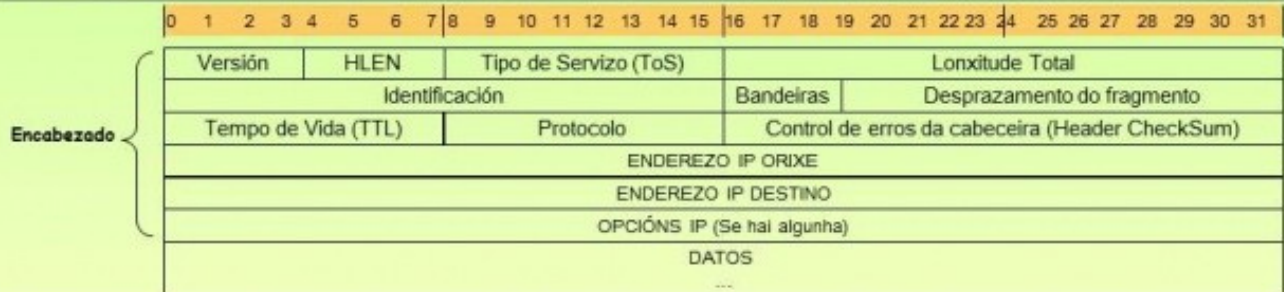 0 1 2 3 4 5 6 7 8 9 10 11 12 13 14 15 16 17 18 19 20 21 22 23 24 25 26 27 28 29 30 31
Versión HLEN Tipo de Servizo (ToS) Lonxitude Total
Identificación Bandeiras Desprazamento do fragmento
Encabezado Tempo de Vida (TTL) Protocolo Control de erros da cabeceira (Header CheckSum)
ENDEREZO IP ORIXE
ENDEREZO IP DESTINO
OPCIÓNS IP (Se hai algunha)
DATOS
...